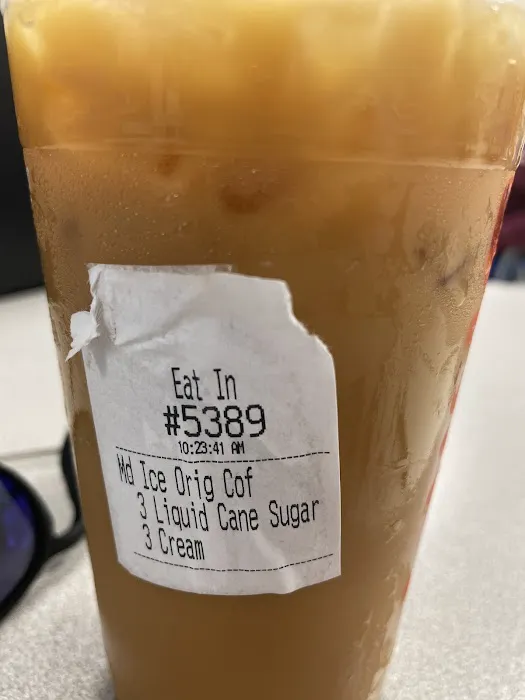 Eat In
#5389
10:23:41 AM
Md Ice Orig Cof
3 Liquid Cane Sugar
3 Cream